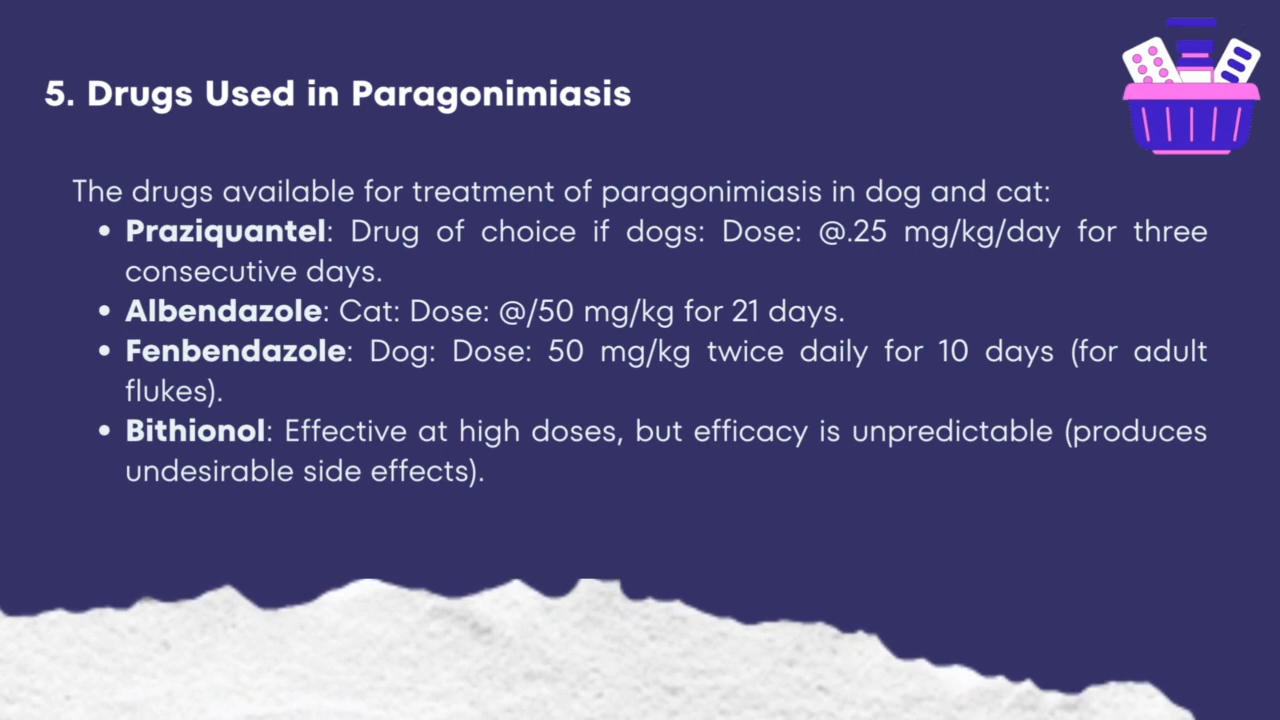 5. Drugs Used in Paragonimiasis
The drugs available for treatment of paragonimiasis in dog and cat:
• Praziquantel: Drug of choice if dogs: Dose: @.25 mg/kg/day for three
consecutive days.
• Albendazole: Cat: Dose: @/50 mg/kg for 21 days.
• Fenbendazole: Dog: Dose: 50 mg/kg twice daily for 10 days (for adult
flukes).
• Bithionol: Effective at high doses, but efficacy is unpredictable (produces
undesirable side effects).